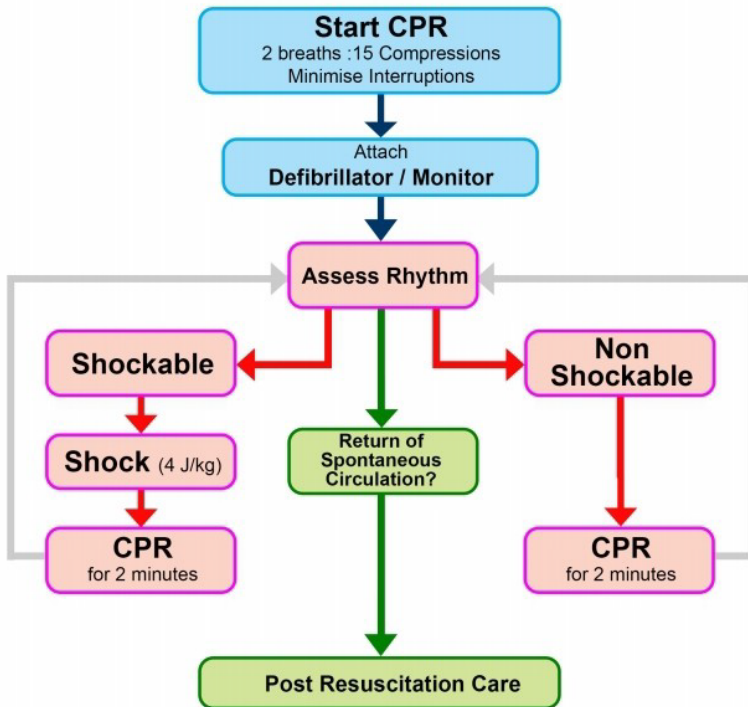 Start CPR
2 breaths :15 Compressions
Minimise Interruptions
Attach
Defibrillator / Monitor
Assess Rhythm
Shockable
Non
Shockable
Shock (4 J/kg)
Return of
Spontaneous
Circulation?
CPR
for 2 minutes
CPR
for 2 minutes
Post Resuscitation Care